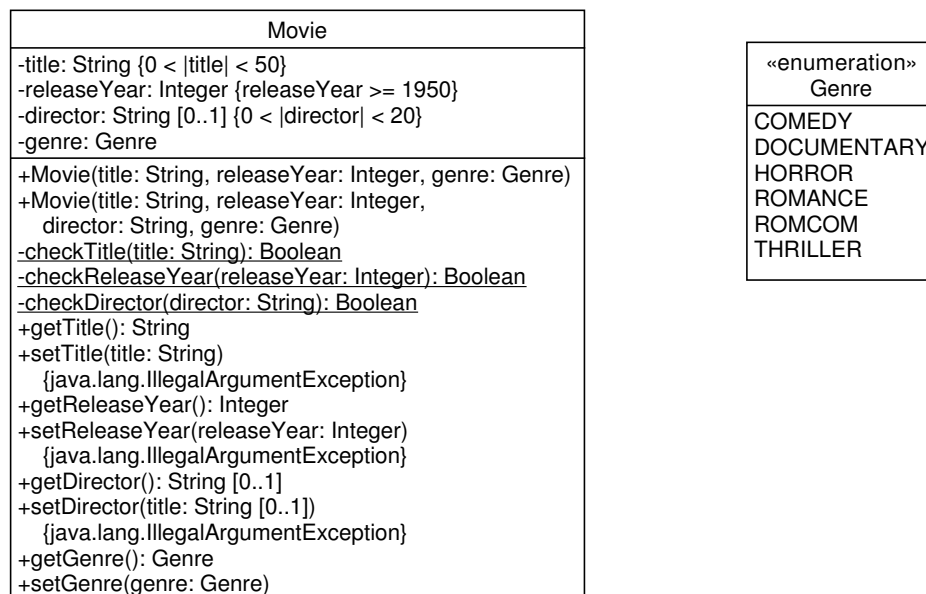 Movie
-title: String {0 < |title| < 50}
-releaseYear: Integer {releaseYear >= 1950}
-director: String [0..1] {0 < |director| < 20}
-genre: Genre
+Movie(title: String, releaseYear: Integer, genre: Genre)
+Movie(title: String, releaseYear: Integer,
director: String, genre: Genre)
-checkTitle(title: String): Boolean
-checkReleaseYear(releaseYear: Integer): Boolean
-checkDirector(director: String): Boolean
+getTitle(): String
+setTitle(title: String)
{java.lang.IllegalArgumentException}
+getReleaseYear(): Integer
+setReleaseYear(releaseYear: Integer)
{java.lang.IllegalArgumentException}
+getDirector(): String [0..1]
+setDirector(title: String [0..1])
{java.lang.IllegalArgumentException}
+getGenre(): Genre
+setGenre(genre: Genre)
«enumeration»
Genre
COMEDY
DOCUMENTARY
HORROR
ROMANCE
ROMCOM
THRILLER